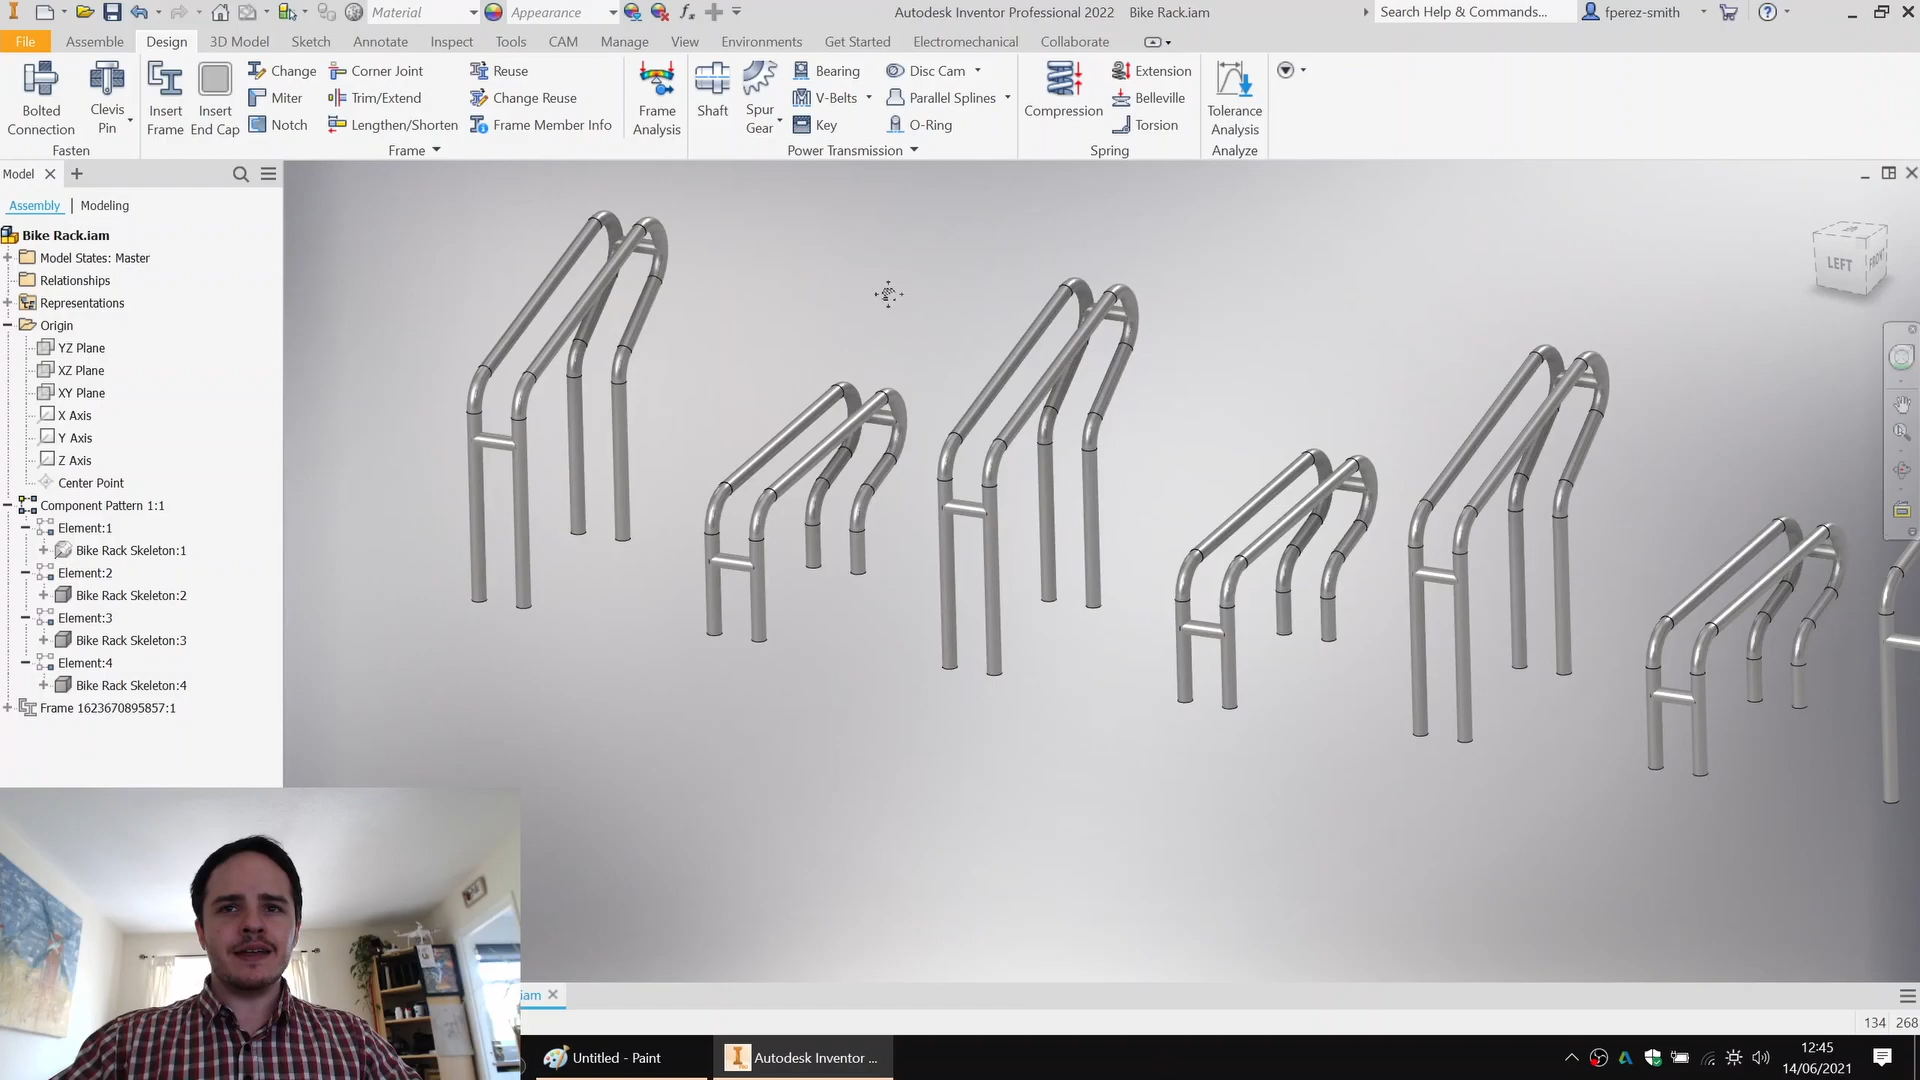 Material
Appearance
Autodesk Inventor Professional 2022 Bike Rack.iam
Search Help & Commands...
fperez-smith
File Assemble Design 3D Model Sketch Annotate Inspect Tools CAM Manage View Environments Get Started Electromechanical Collaborate
Bolted Connection
Clevis Pin
Fasten
Insert Frame
Insert End Cap
Change
Miter
Notch
Corner Joint
Trim/Extend
Lengthen/Shorten
Reuse
Change Reuse
Frame Member Info
Frame
Frame Analysis
Shaft
Spur Gear
Bearing
V-Belts
Key
Disc Cam
Parallel Splines
O-Ring
Power Transmission
Compression
Extension
Belleville
Torsion
Spring
Tolerance Analysis
Analyze
Model
Assembly | Modeling
Bike Rack.iam
Model States: Master
Relationships
Representations
Origin
YZ Plane
XZ Plane
XY Plane
X Axis
Y Axis
Z Axis
Center Point
Component Pattern 1:1
Element:1
Bike Rack Skeleton:1
Element:2
Bike Rack Skeleton:2
Element:3
Bike Rack Skeleton:3
Element:4
Bike Rack Skeleton:4
Frame 1623670895857:1
LEFT
FRONT
iam
134 268
Untitled - Paint
Autodesk Inventor ...
12:45
14/06/2021